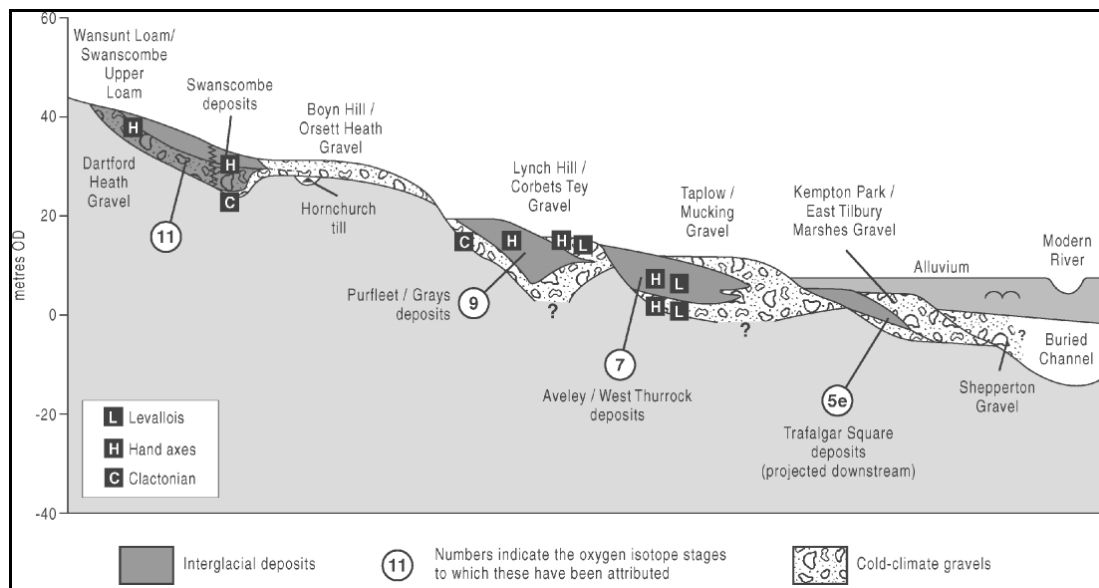 60
40
20
0
-20
-40
metres OD
Wansunt Loam/
Swanscombe
Upper
Loam
Swanscombe
deposits
Boyn Hill /
Orsett Heath
Gravel
Lynch Hill /
Corbets Tey
Gravel
Taplow /
Mucking
Gravel
Kempton Park /
East Tilbury
Marshes Gravel
Modern
River
Alluvium
H
H
C
Dartford
Heath
Gravel
11
Hornchurch
till
C
H
H
L
Purfleet / Grays
deposits
9
?
H
L
H
L
?
7
Aveley / West Thurrock
deposits
5e
Trafalgar Square
deposits
(projected downstream)
?
Buried
Channel
Shepperton
Gravel
L Levallois
H Hand axes
C Clactonian
Interglacial deposits
11
Numbers indicate the oxygen isotope stages
to which these have been attributed
Cold-climate gravels